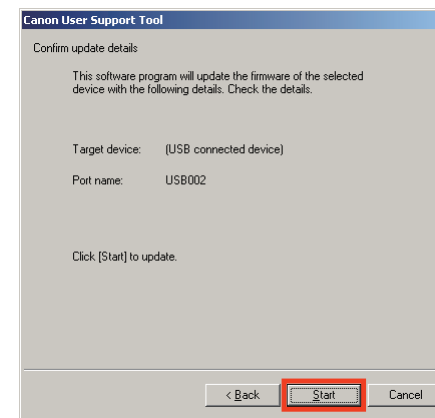 Canon User Support Tool
Confirm update details
This software program will update the firmware of the selected
device with the following details. Check the details.
Target device: (USB connected device)
Port name: USB002
Click [Start] to update.
< Back Start Cancel